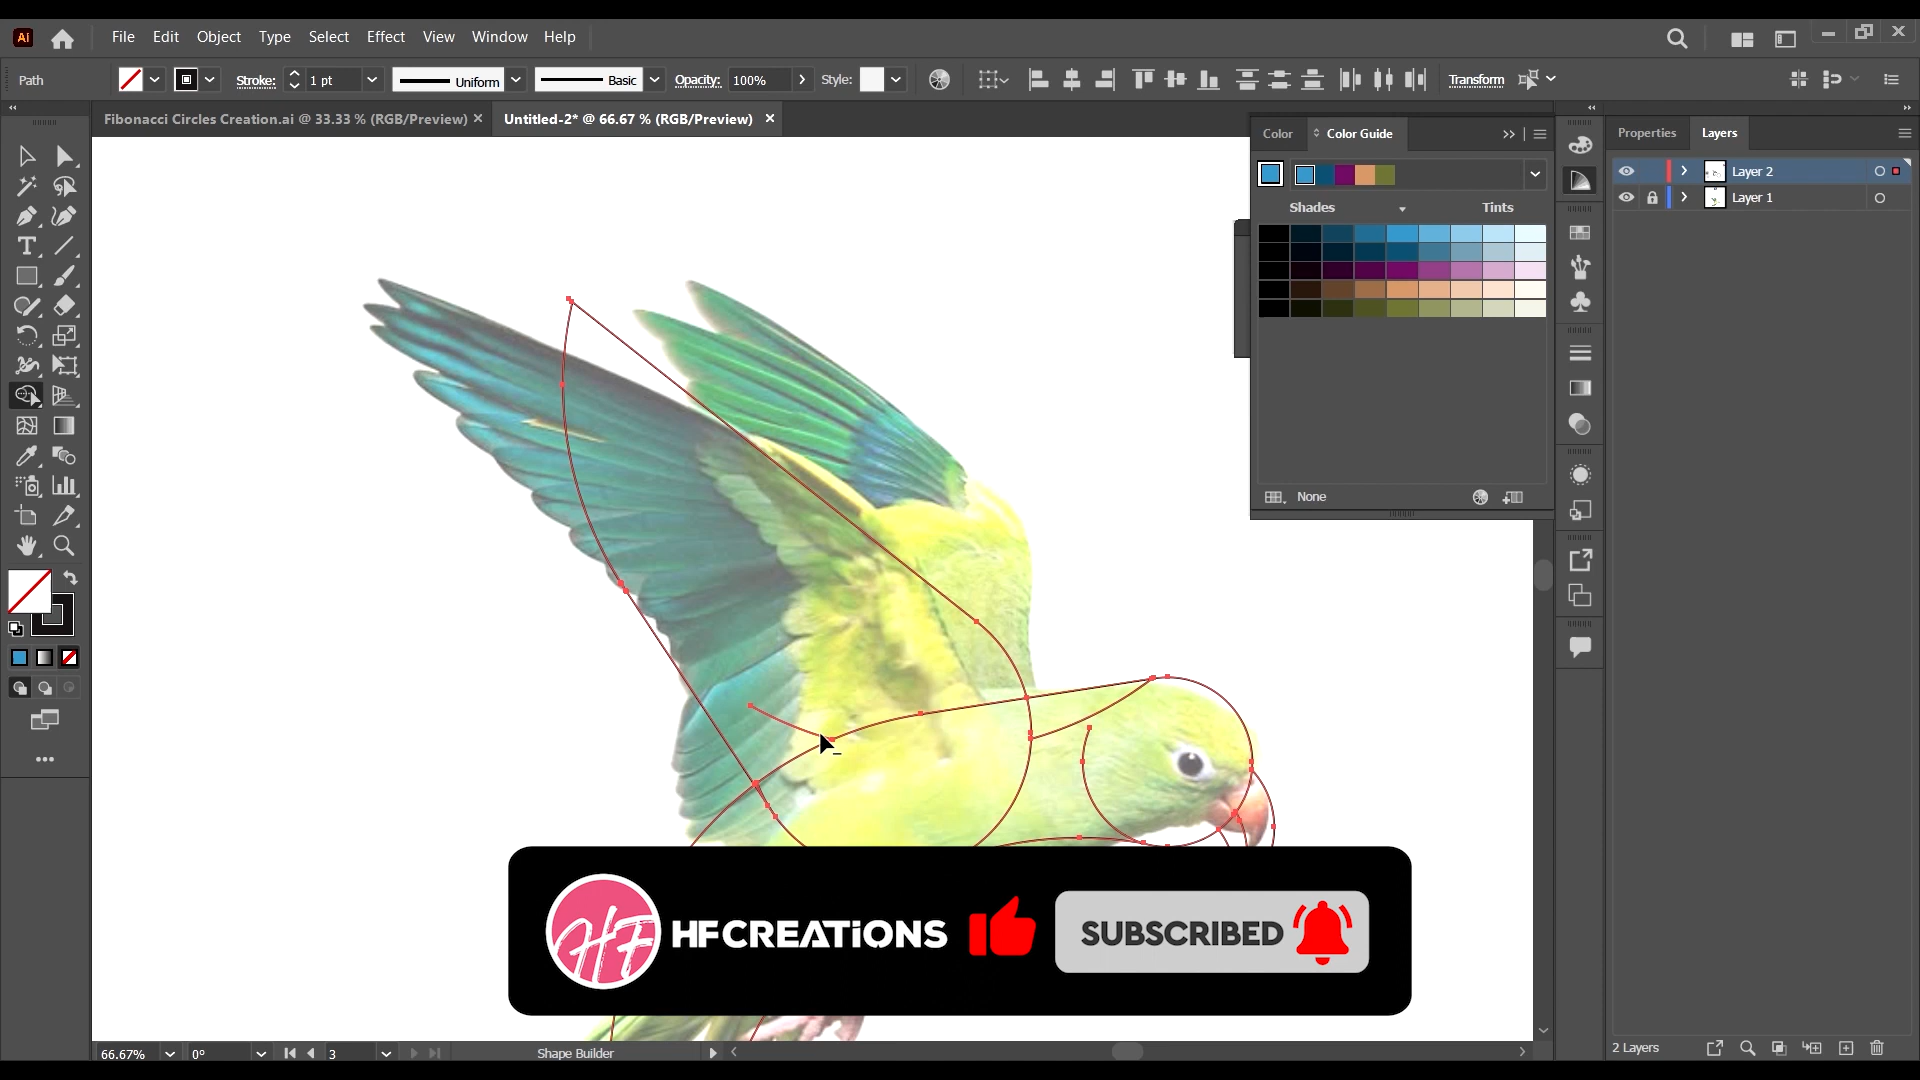 Ai File Edit Object Type Select Effect View Window Help
Path Stroke: 1 pt Uniform Basic Opacity: 100% Style: Transform
Fibonacci Circles Creation.ai @ 33.33 % (RGB/Preview) Untitled-2* @ 66.67 % (RGB/Preview)
Color Color Guide
Properties Layers
Layer 2
Layer 1
Shades Tints
None
HF HFCREATIONS SUBSCRIBED
66.67% 0° 3 Shape Builder
2 Layers